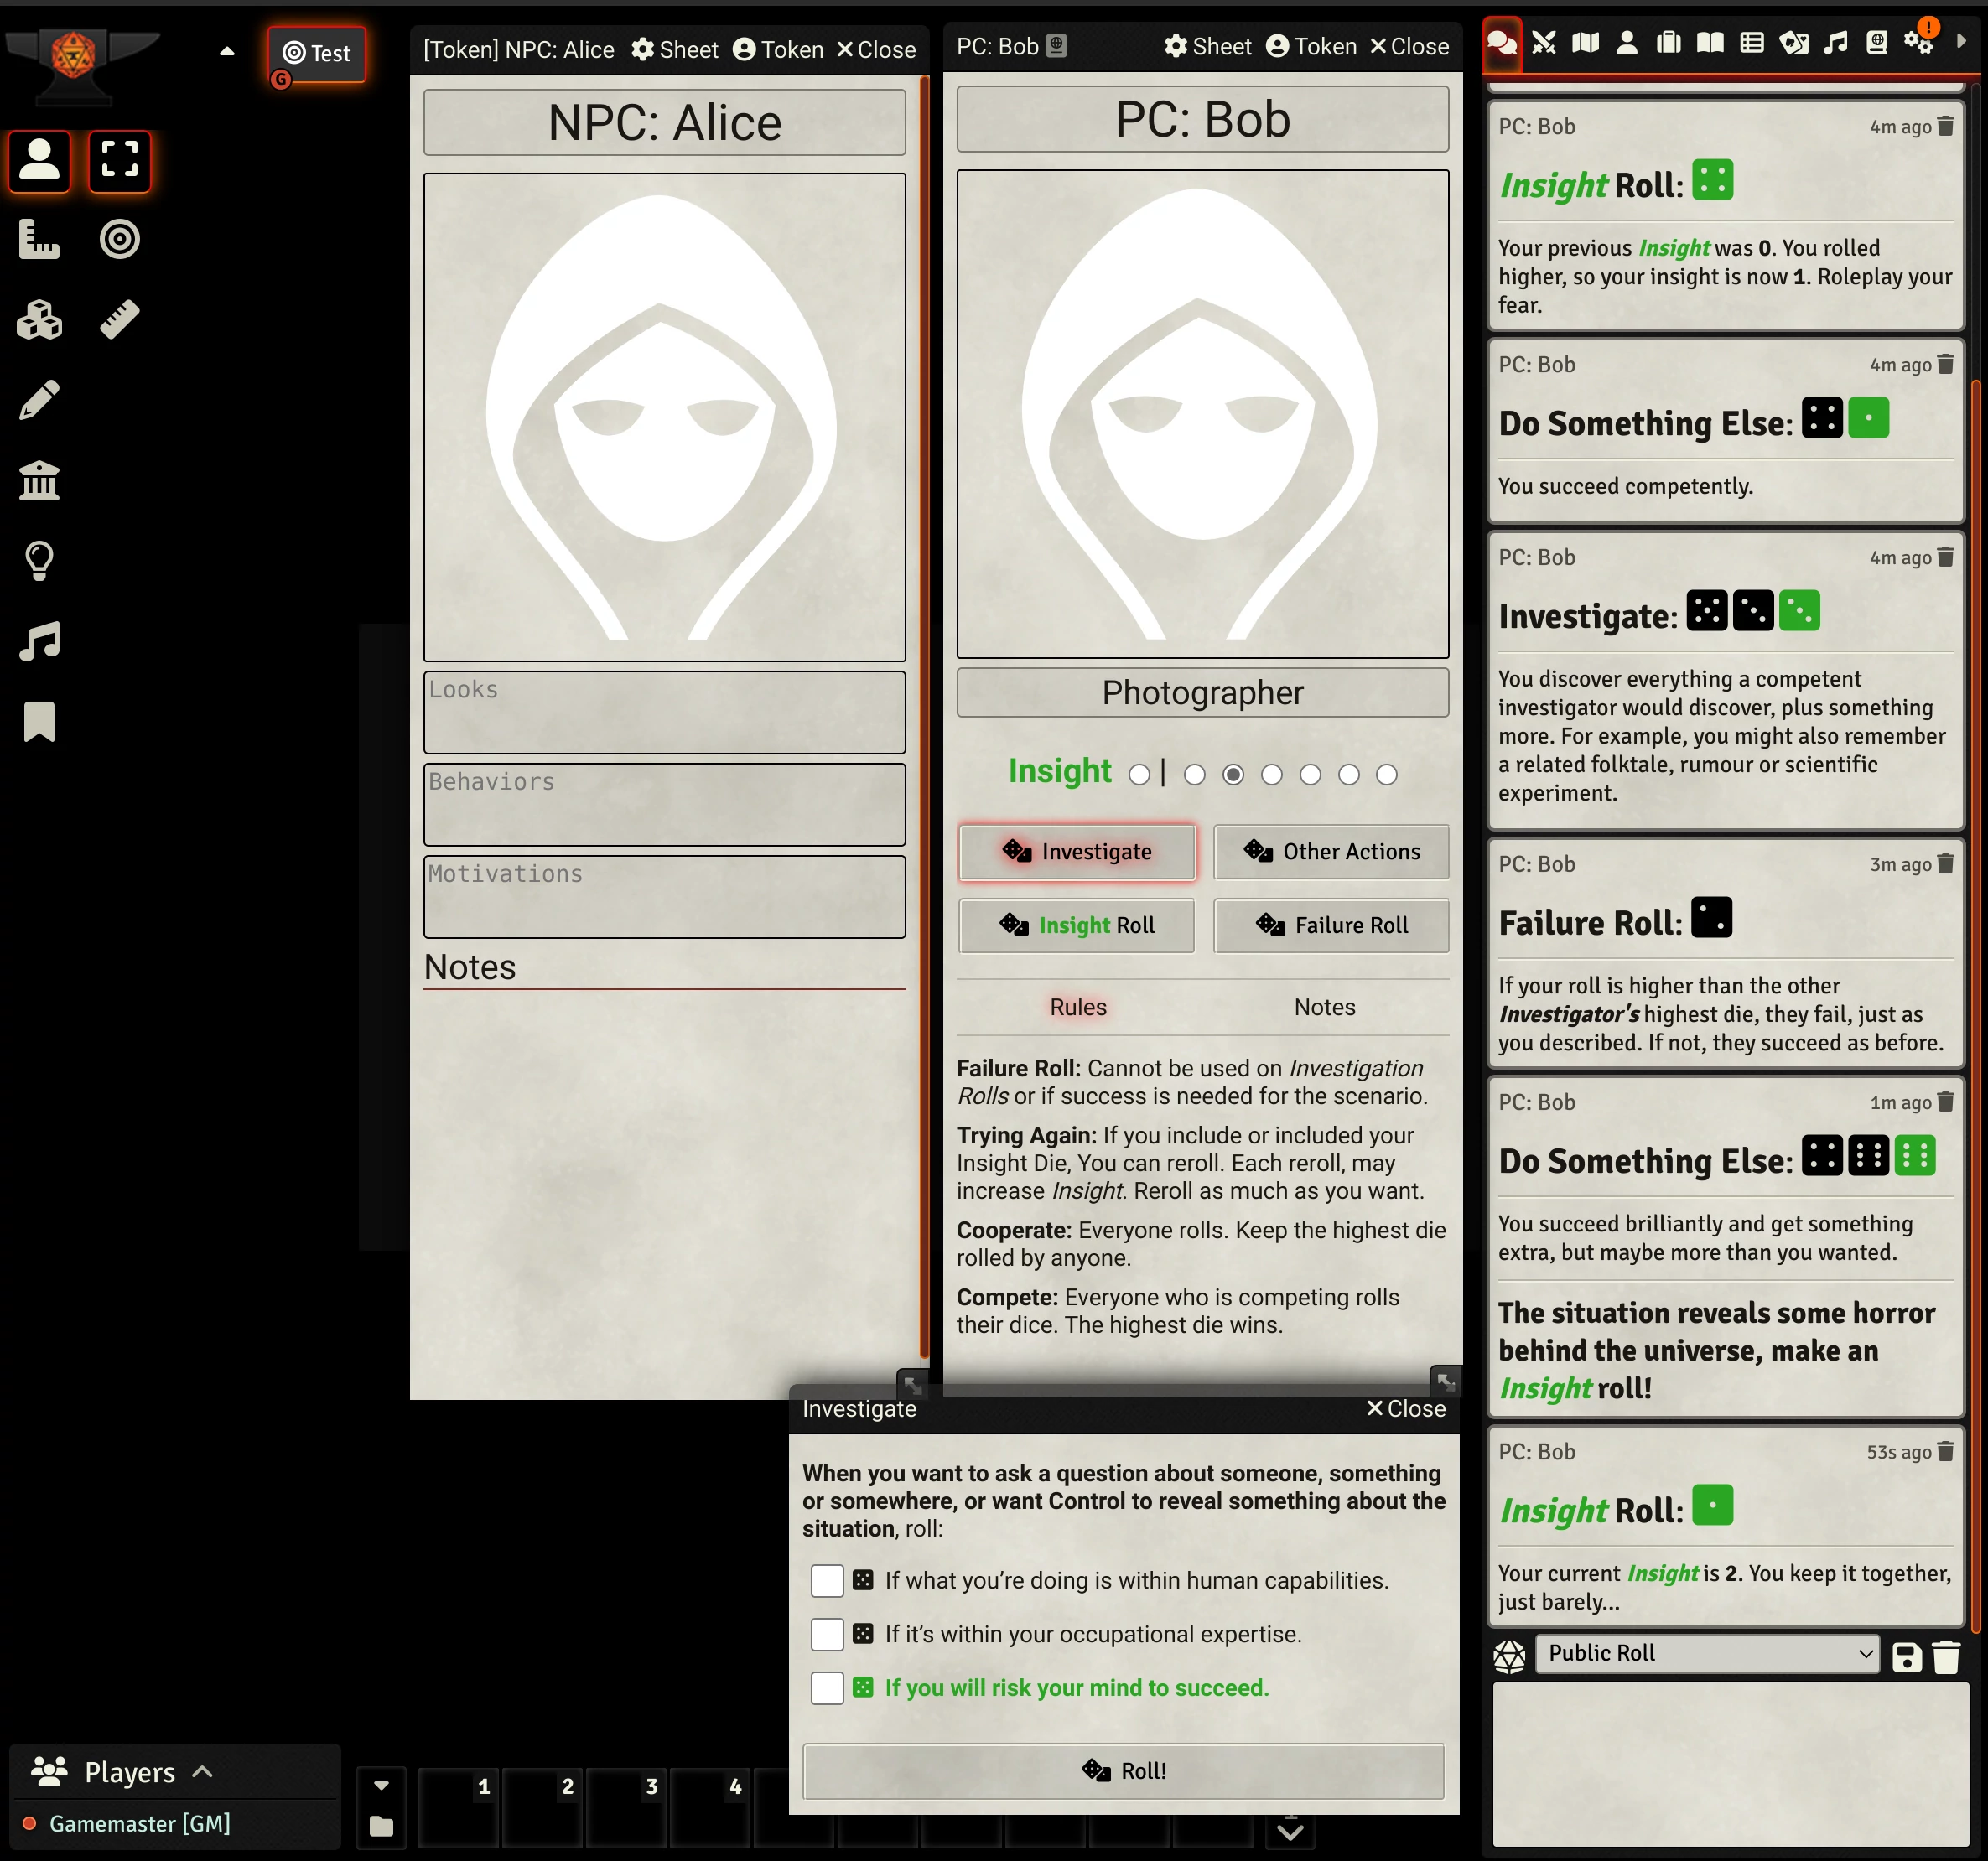 Test
G
[Token] NPC: Alice Sheet Token Close
NPC: Alice
Looks
Behaviors
Motivations
Notes
PC: Bob Sheet Token Close
PC: Bob
Photographer
Insight |
Investigate
Other Actions
Insight Roll
Failure Roll
Rules
Notes
Failure Roll: Cannot be used on Investigation
Rolls or if success is needed for the scenario.
Trying Again: If you include or included your
Insight Die, You can reroll. Each reroll, may
increase Insight. Reroll as much as you want.
Cooperate: Everyone rolls. Keep the highest die
rolled by anyone.
Compete: Everyone who is competing rolls
their dice. The highest die wins.
Investigate Close
When you want to ask a question about someone, something
or somewhere, or want Control to reveal something about the
situation, roll:
If what you’re doing is within human capabilities.
If it’s within your occupational expertise.
If you will risk your mind to succeed.
Roll!
PC: Bob 4m ago
Insight Roll:
Your previous Insight was 0. You rolled
higher, so your insight is now 1. Roleplay your
fear.
PC: Bob 4m ago
Do Something Else:
You succeed competently.
PC: Bob 4m ago
Investigate:
You discover everything a competent
investigator would discover, plus something
more. For example, you might also remember
a related folktale, rumour or scientific
experiment.
PC: Bob 3m ago
Failure Roll:
If your roll is higher than the other
Investigator's highest die, they fail, just as
you described. If not, they succeed as before.
PC: Bob 1m ago
Do Something Else:
You succeed brilliantly and get something
extra, but maybe more than you wanted.
The situation reveals some horror
behind the universe, make an
Insight roll!
PC: Bob 53s ago
Insight Roll:
Your current Insight is 2. You keep it together,
just barely...
Public Roll
Players
Gamemaster [GM]
1 2 3 4